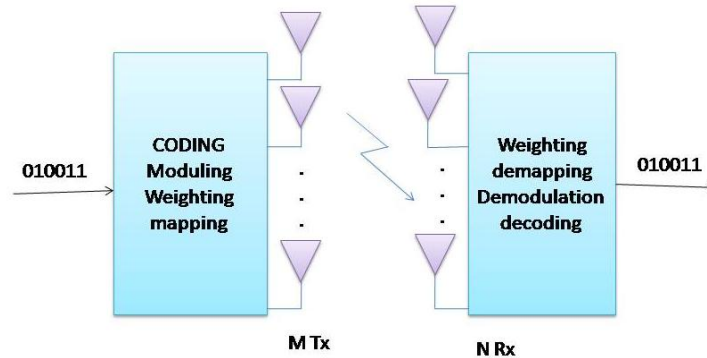 010011
CODING
Moduling
Weighting
mapping
Weighting
demapping
Demodulation
decoding
010011
M Tx
N Rx